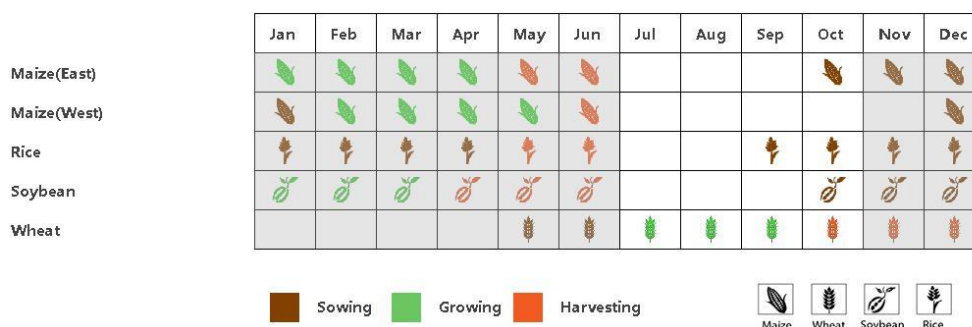 Jan Feb Mar Apr May Jun Jul Aug Sep Oct Nov Dec
Maize(East)
Maize(West)
Rice
Soybean
Wheat
Sowing Growing Harvesting
Maize Wheat Soybean Rice